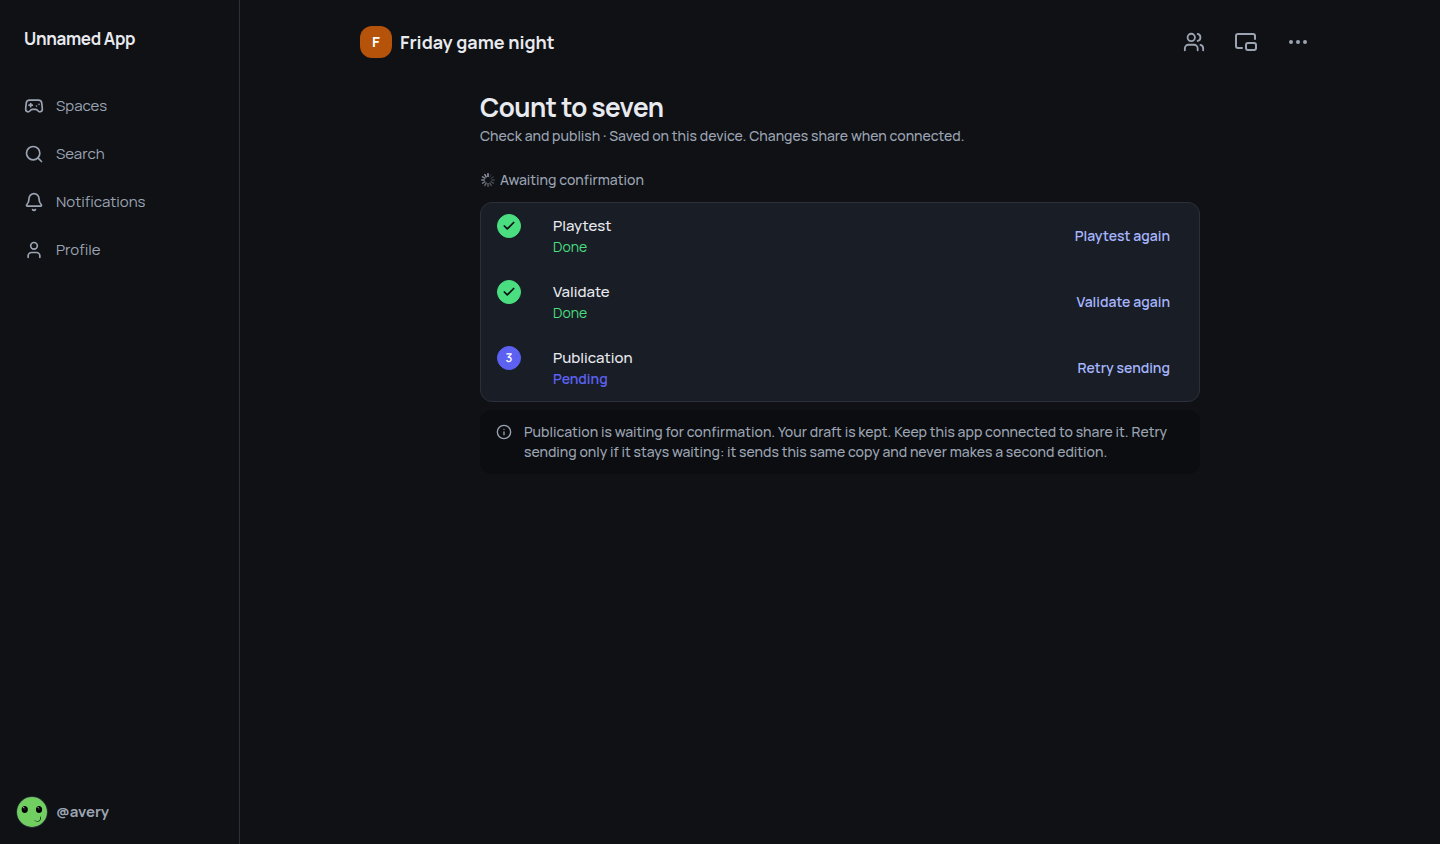 Unnamed App
Spaces
Search
Notifications
Profile
@avery
F
Friday game night
Count to seven
Check and publish · Saved on this device. Changes share when connected.
Awaiting confirmation
Playtest
Done
Playtest again
Validate
Done
Validate again
3
Publication
Pending
Retry sending
Publication is waiting for confirmation. Your draft is kept. Keep this app connected to share it. Retry
sending only if it stays waiting: it sends this same copy and never makes a second edition.